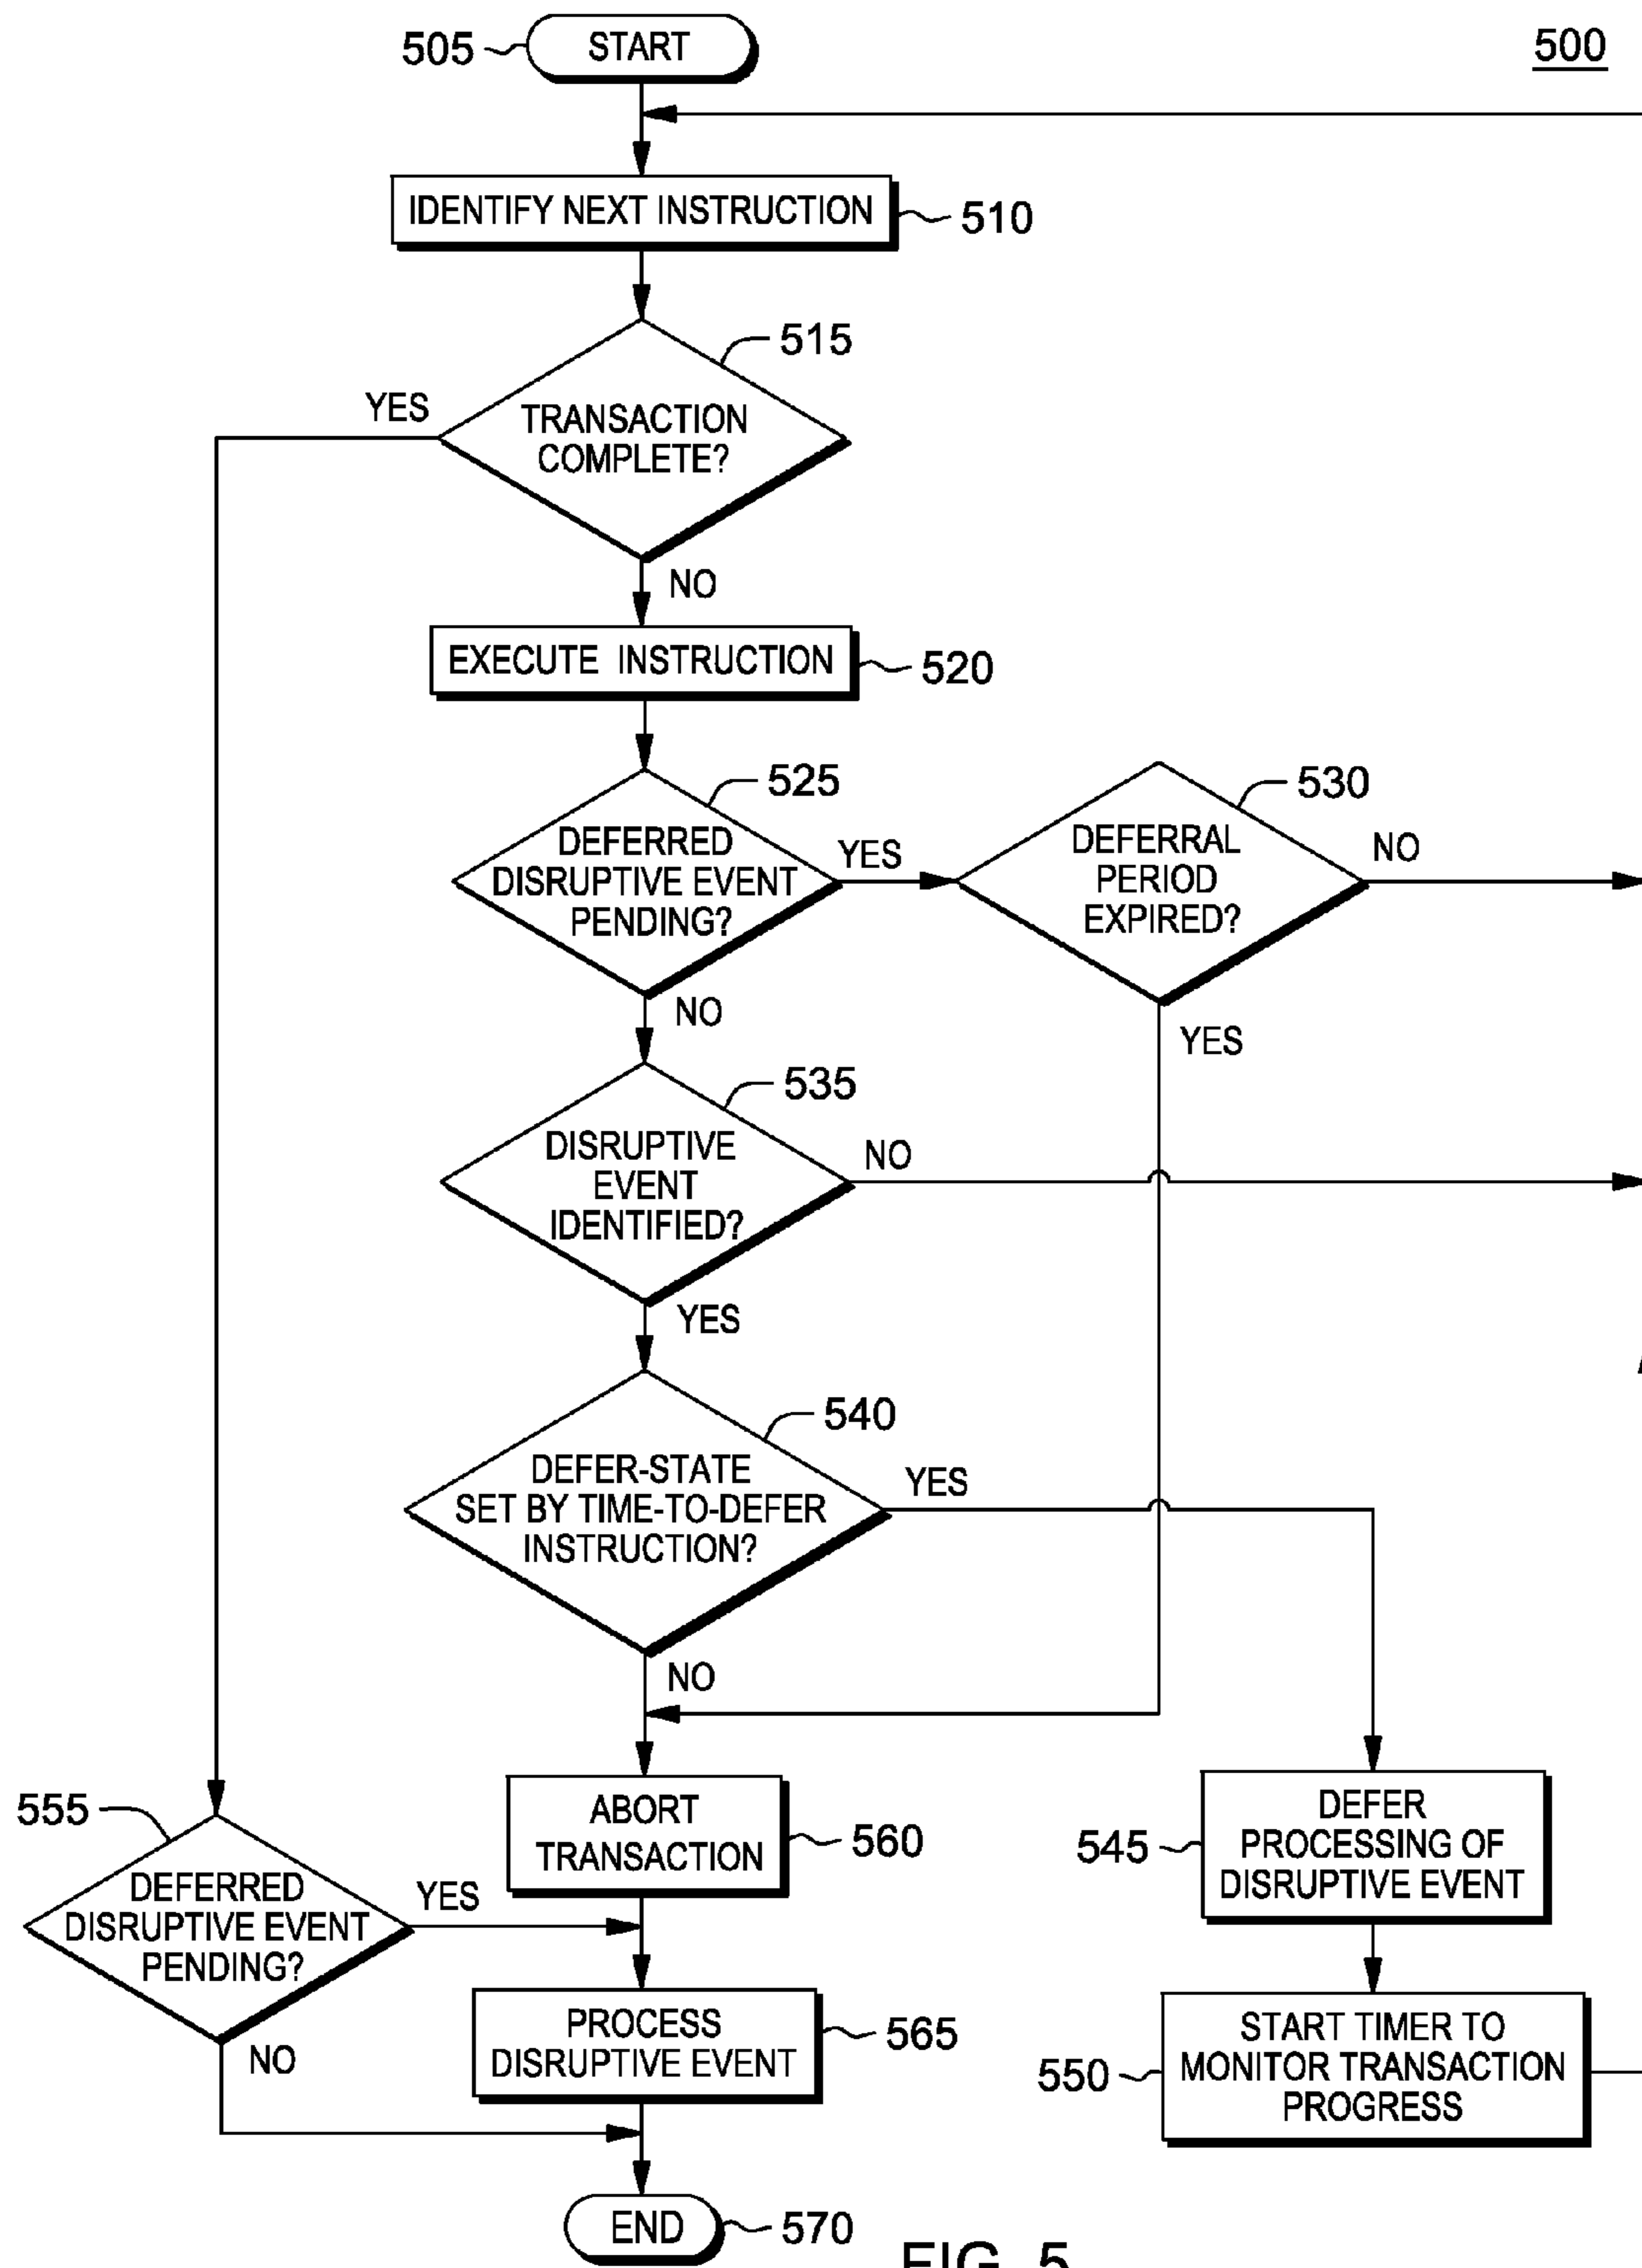 505
START
500
IDENTIFY NEXT INSTRUCTION
510
515
YES
TRANSACTION
COMPLETE?
NO
EXECUTE INSTRUCTION
520
525
DEFERRED
DISRUPTIVE EVENT
PENDING?
YES
530
DEFERRAL
PERIOD
EXPIRED?
NO
NO
YES
535
DISRUPTIVE
EVENT
IDENTIFIED?
NO
YES
540
DEFER-STATE
SET BY TIME-TO-DEFER
INSTRUCTION?
YES
NO
555
DEFERRED
DISRUPTIVE EVENT
PENDING?
YES
NO
ABORT
TRANSACTION
560
545
DEFER
PROCESSING OF
DISRUPTIVE EVENT
PROCESS
DISRUPTIVE EVENT
565
550
START TIMER TO
MONITOR TRANSACTION
PROGRESS
END
570
FIG. 5